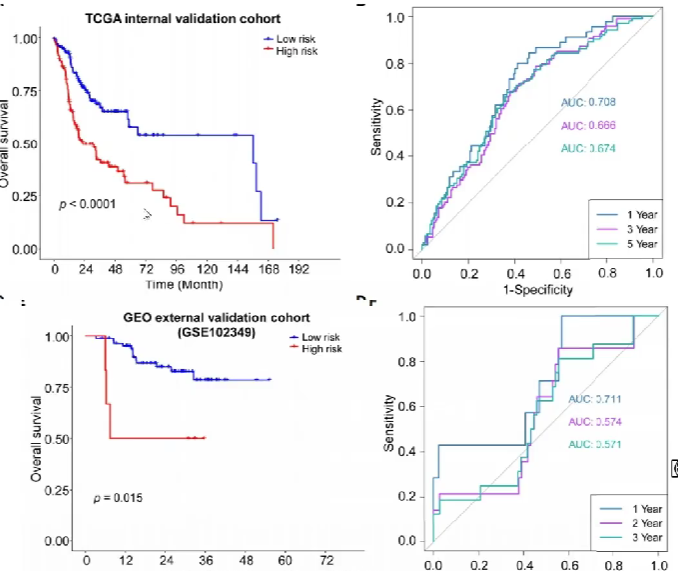 TCGA internal validation cohort
Low risk
High risk
Overall survival
1.00
0.75
0.50
0.25
0.00
p < 0.0001
0 24 48 72 96 120 144 168 192
Time (Month)
Sensitivity
1.0
0.8
0.6
0.4
0.2
0.0
AUC: 0.708
AUC: 0.666
AUC: 0.674
1 Year
3 Year
5 Year
0.0 0.2 0.4 0.6 0.8 1.0
1-Specificity
GEO external validation cohort
(GSE102349)
Low risk
High risk
Overall survival
1.00
0.75
0.50
0.25
0.00
p = 0.015
0 12 24 36 48 60 72
Sensitivity
1.0
0.8
0.6
0.4
0.2
0.0
AUC: 0.711
AUC: 0.574
AUC: 0.571
1 Year
2 Year
3 Year
0.0 0.2 0.4 0.6 0.8 1.0